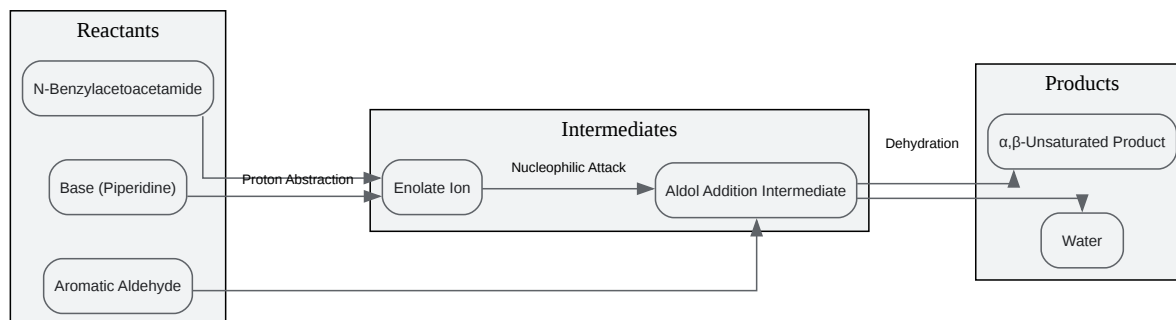 Reactants
N-Benzylacetoacetamide
Base (Piperidine)
Aromatic Aldehyde
Proton Abstraction
Intermediates
Enolate Ion
Nucleophilic Attack
Aldol Addition Intermediate
Dehydration
Products
α,β-Unsaturated Product
Water